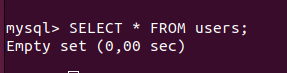 mysql> SELECT * FROM users;
Empty set (0,00 sec)